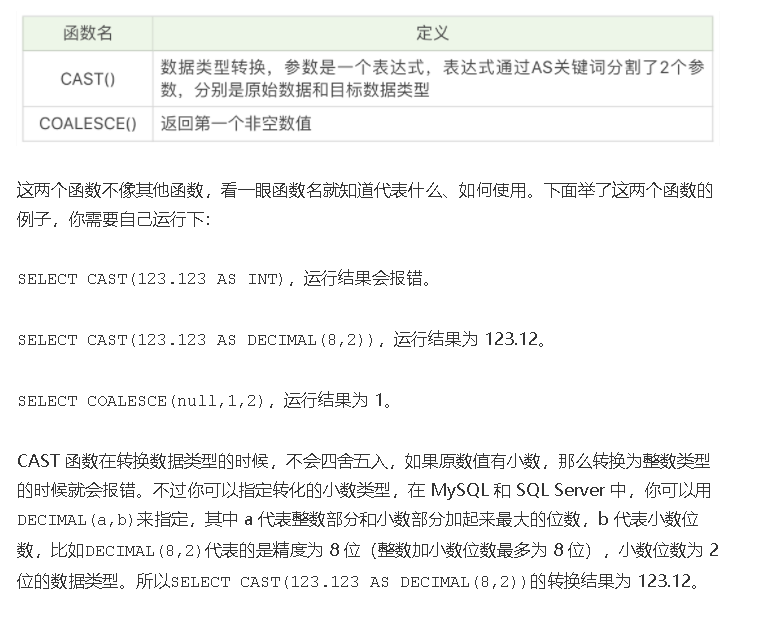 函数名 定义
CAST() 数据类型转换，参数是一个表达式，表达式通过AS关键词分割了2个参
数，分别是原始数据和目标数据类型
COALESCE() 返回第一个非空数值
这两个函数不像其他函数，看一眼函数名就知道代表什么、如何使用。下面举了这两个函数的
例子，你需要自己运行下：
SELECT CAST(123.123 AS INT)，运行结果会报错。
SELECT CAST(123.123 AS DECIMAL(8,2))，运行结果为 123.12。
SELECT COALESCE(null,1,2)，运行结果为 1。
CAST 函数在转换数据类型的时候，不会四舍五入，如果原数值有小数，那么转换为整数类型
的时候就会报错。不过你可以指定转化的小数类型，在 MySQL 和 SQL Server 中，你可以用
DECIMAL(a,b)来指定，其中 a 代表整数部分和小数部分加起来最大的位数，b 代表小数位
数，比如DECIMAL(8,2)代表的是精度为 8 位（整数加小数位数最多为 8 位），小数位数为 2
位的数据类型。所以SELECT CAST(123.123 AS DECIMAL(8,2))的转换结果为 123.12。